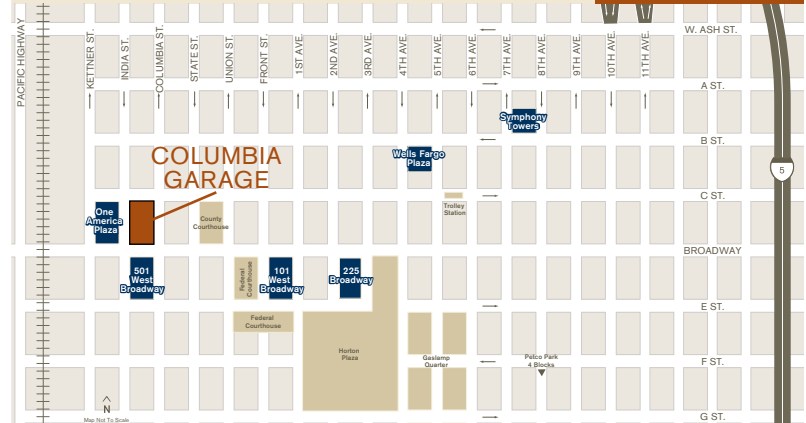 PACIFIC HIGHWAY
KETTNER ST.
INDIA ST.
COLUMBIA ST.
STATE ST.
UNION ST.
FRONT ST.
1ST AVE.
2ND AVE.
3RD AVE.
4TH AVE.
5TH AVE.
6TH AVE.
7TH AVE.
8TH AVE.
9TH AVE.
10TH AVE.
11TH AVE.
W. ASH ST.
A ST.
Symphony
Towers
B ST.
Wells Fargo
Plaza
COLUMBIA
GARAGE
5
C ST.
Trolley
Station
One
America
Plaza
County
Courthouse
BROADWAY
501
West
Broadway
Federal
Courthouse
101
West
Broadway
225
Broadway
E ST.
Federal
Courthouse
Horton
Plaza
Gaslamp
Quarter
Petco Park
4 Blocks
F ST.
N
Map Not To Scale
G ST.